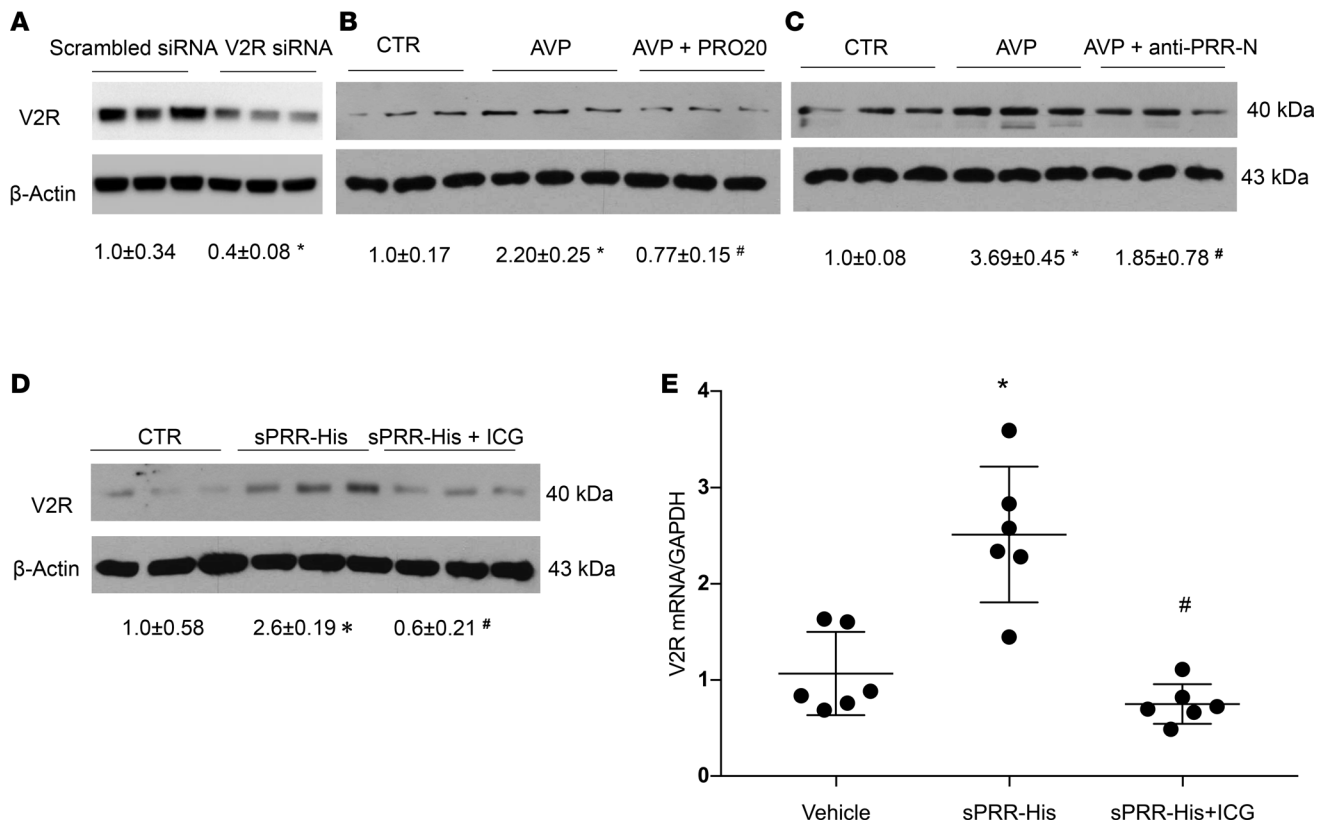 A
Scrambled siRNA V2R siRNA
V2R
β-Actin
1.0±0.34 0.4±0.08 *
B
CTR AVP AVP + PRO20
1.0±0.17 2.20±0.25 * 0.77±0.15 #
C
CTR AVP AVP + anti-PRR-N
40 kDa
43 kDa
1.0±0.08 3.69±0.45 * 1.85±0.78 #
D
CTR sPRR-His sPRR-His + ICG
V2R 40 kDa
β-Actin 43 kDa
1.0±0.58 2.6±0.19 * 0.6±0.21 #
E
V2R mRNA/GAPDH
4
3
2
1
0
*
#
Vehicle sPRR-His sPRR-His+ICG